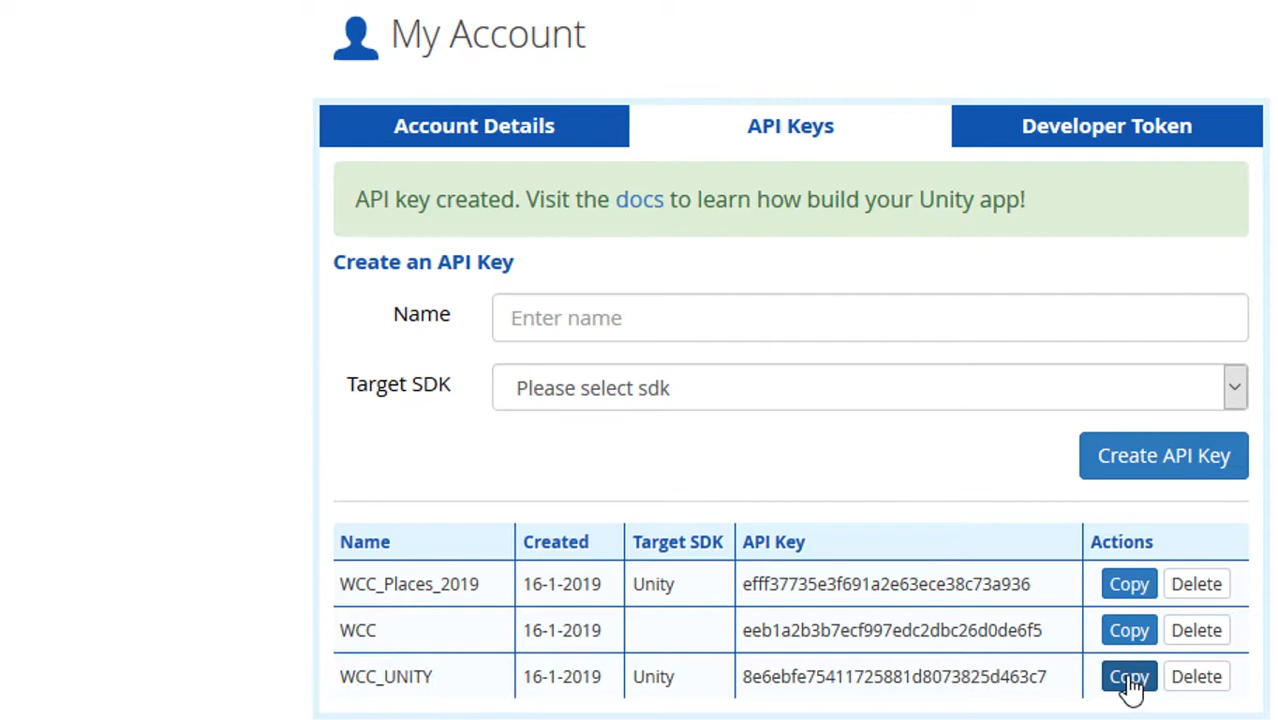 My Account
Account Details API Keys Developer Token
API key created. Visit the docs to learn how build your Unity app!
Create an API Key
Name Enter name
Target SDK Please select sdk
Create API Key
Name Created Target SDK API Key Actions
WCC_Places_2019 16-1-2019 Unity efff37735e3f691a2e63ece38c73a936 Copy Delete
WCC 16-1-2019 eeb1a2b3b7ecf997edc2dbc26d0de6f5 Copy Delete
WCC_UNITY 16-1-2019 Unity 8e6ebfe75411725881d8073825d463c7 Copy Delete